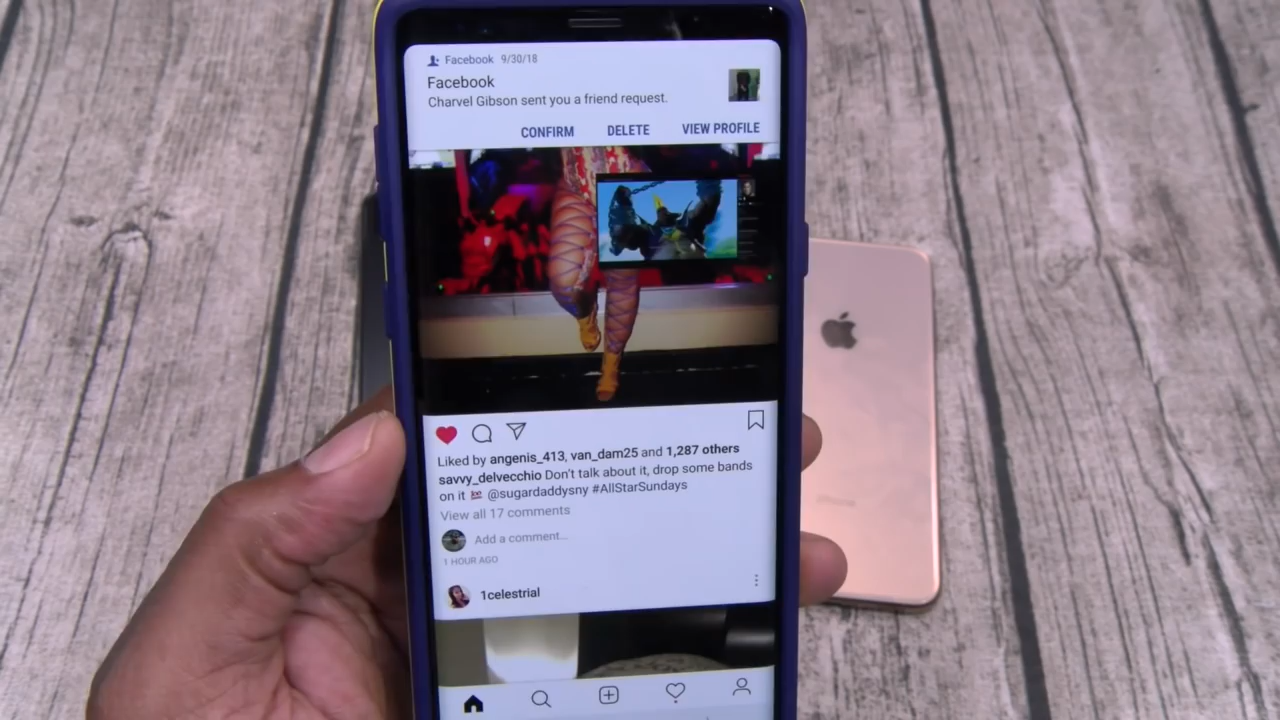 Facebook 9/30/18
Facebook
Charvel Gibson sent you a friend request.
CONFIRM DELETE VIEW PROFILE
Liked by angenis_413, van_dam25 and 1,287 others
savvy_delvecchio Don't talk about it, drop some bands
on it 💯 @sugardaddysny #AllStarSundays
View all 17 comments
Add a comment...
1 HOUR AGO
1celestrial